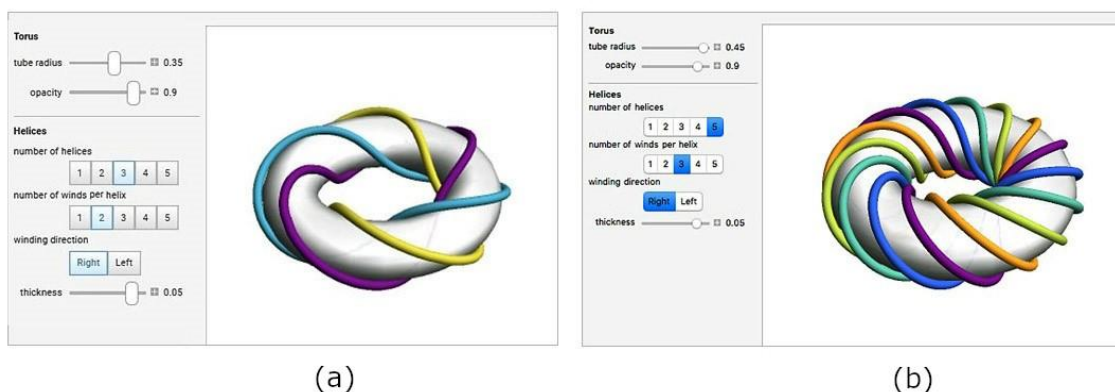 Torus
tube radius 0.35
opacity 0.9
Helices
number of helices
1 2 3 4 5
number of winds per helix
1 2 3 4 5
winding direction
Right Left
thickness 0.05
(a)
Torus
tube radius 0.45
opacity 0.9
Helices
number of helices
1 2 3 4 5
number of winds per helix
1 2 3 4 5
winding direction
Right Left
thickness 0.05
(b)